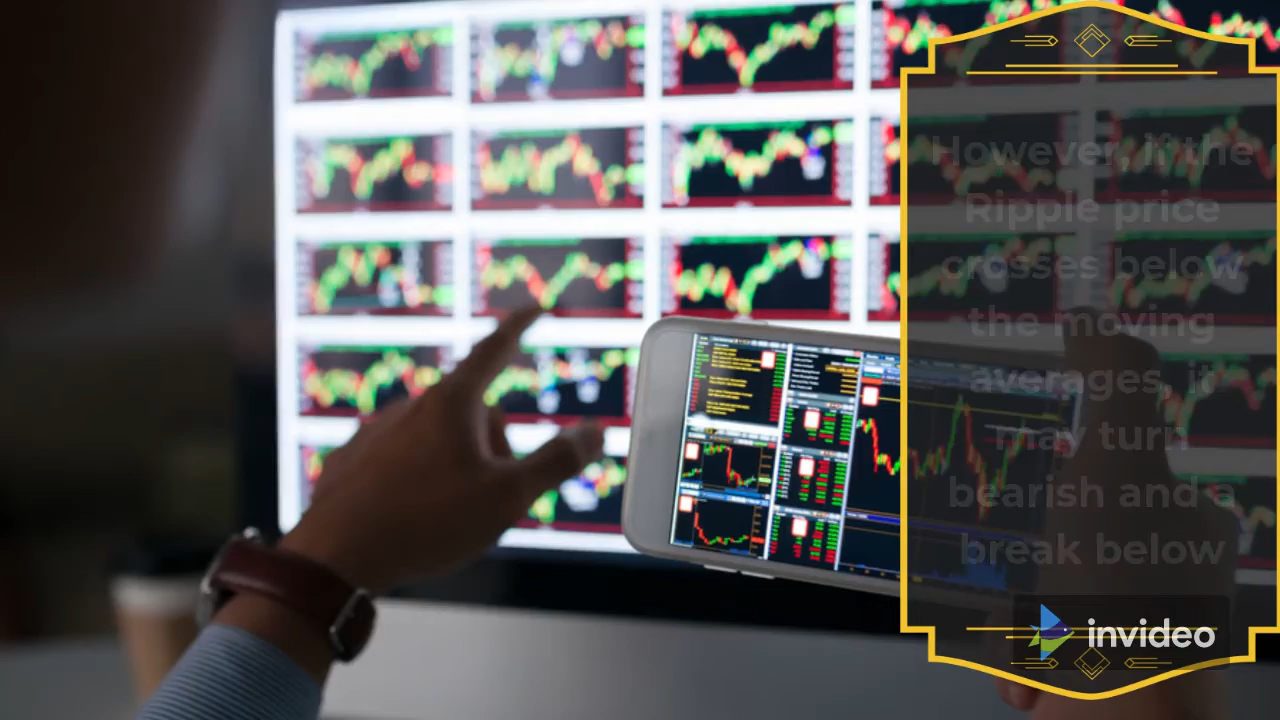 However, if the
Ripple price
crosses below
the moving
averages, it
may turn
bearish and a
break below
invideo